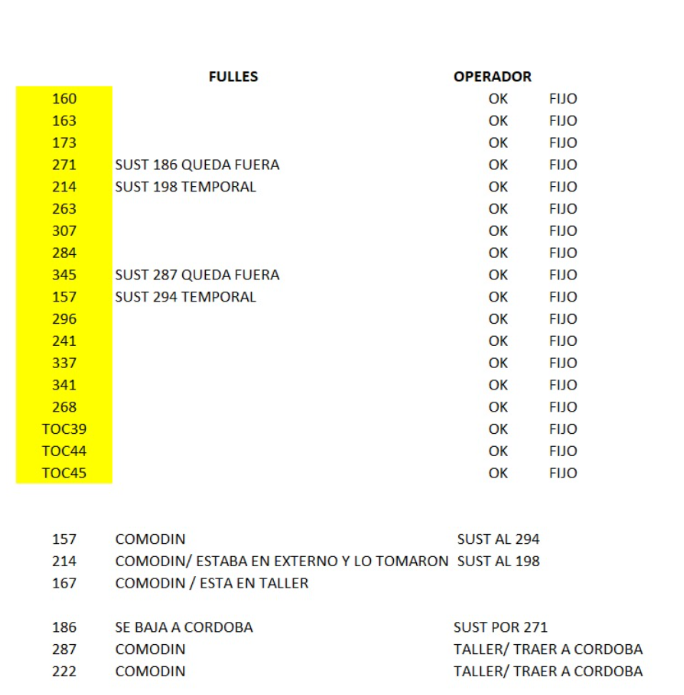 FULLES OPERADOR
160 OK FIJO
163 OK FIJO
173 OK FIJO
271 SUST 186 QUEDA FUERA OK FIJO
214 SUST 198 TEMPORAL OK FIJO
263 OK FIJO
307 OK FIJO
284 OK FIJO
345 SUST 287 QUEDA FUERA OK FIJO
157 SUST 294 TEMPORAL OK FIJO
296 OK FIJO
241 OK FIJO
337 OK FIJO
341 OK FIJO
268 OK FIJO
TOC39 OK FIJO
TOC44 OK FIJO
TOC45 OK FIJO
157 COMODIN SUST AL 294
214 COMODIN/ ESTABA EN EXTERNO Y LO TOMARON SUST AL 198
167 COMODIN / ESTA EN TALLER
186 SE BAJA A CORDOBA SUST POR 271
287 COMODIN TALLER/ TRAER A CORDOBA
222 COMODIN TALLER/ TRAER A CORDOBA